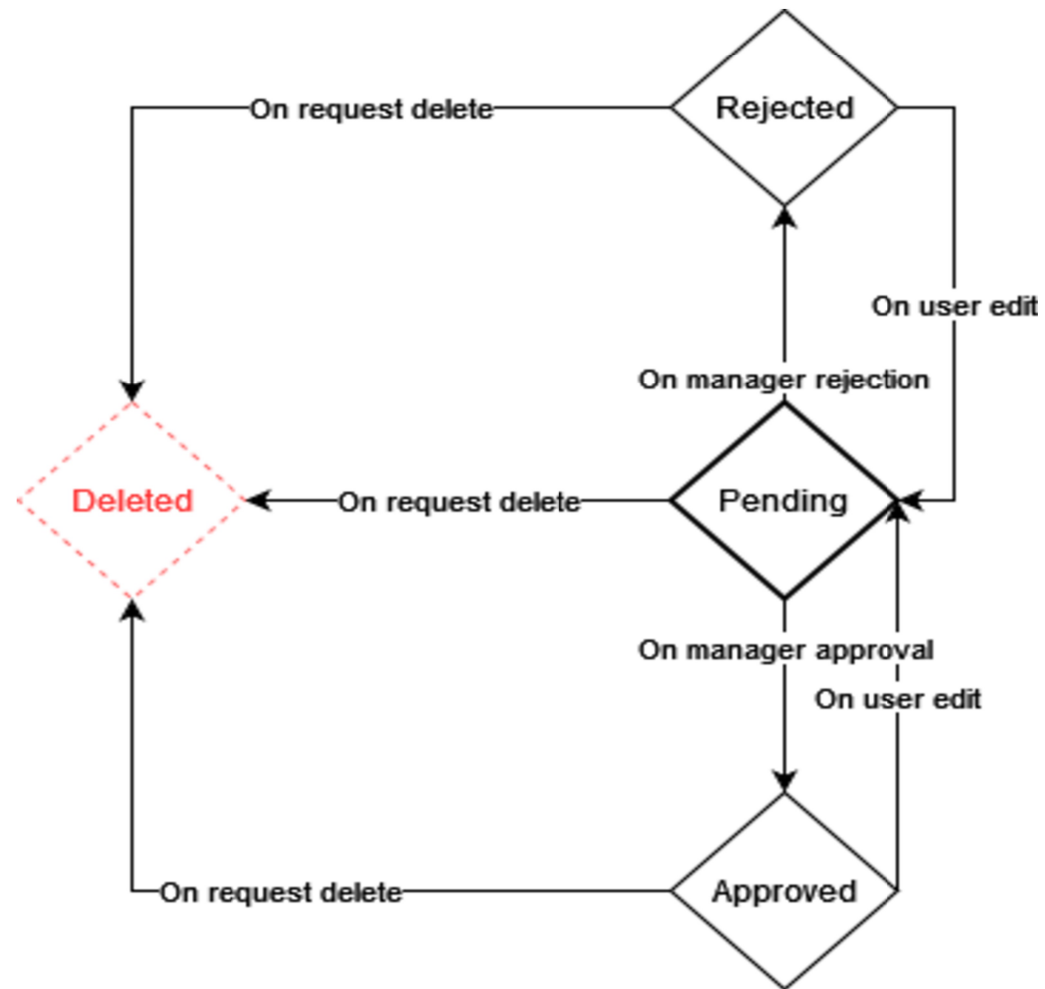 Rejected
On request delete
On user edit
On manager rejection
Deleted
On request delete
Pending
On manager approval
On user edit
On request delete
Approved